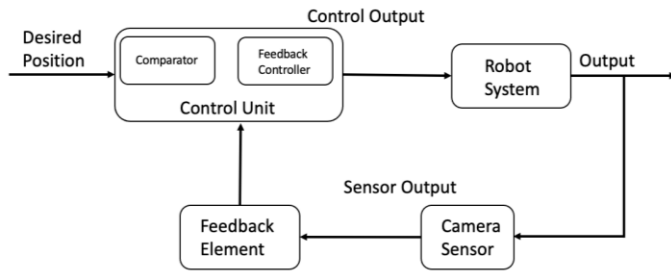 Control Output
Desired
Position
Comparator
Feedback
Controller
Control Unit
Robot
System
Output
Sensor Output
Feedback
Element
Camera
Sensor